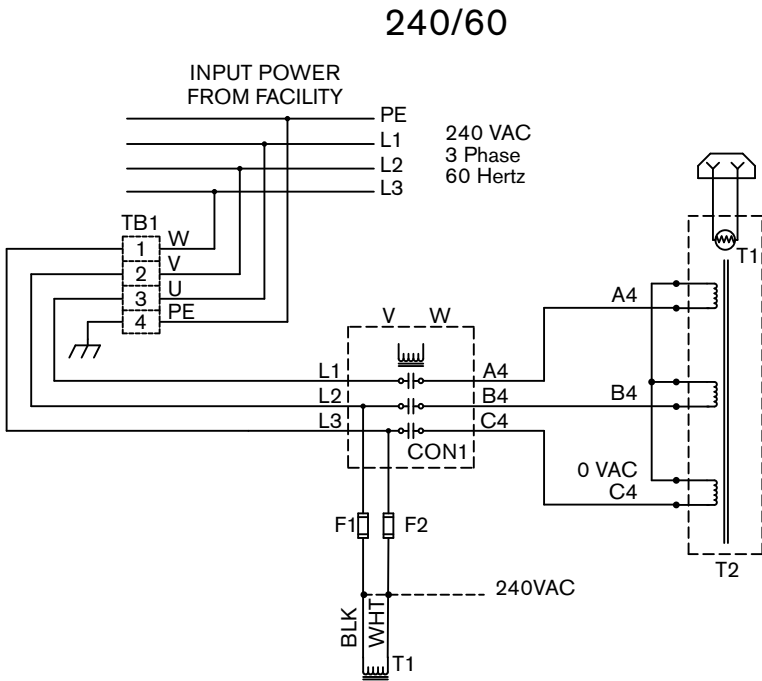 240/60
INPUT POWER
FROM FACILITY
PE
L1
L2
L3
240 VAC
3 Phase
60 Hertz
TB1
1 W
2 V
3 U
4 PE
T1
V W
A4
L1 A4
L2 B4
B4
L3 C4
CON1
0 VAC
C4
F1 F2
T2
240VAC
BLK
WHT
T1